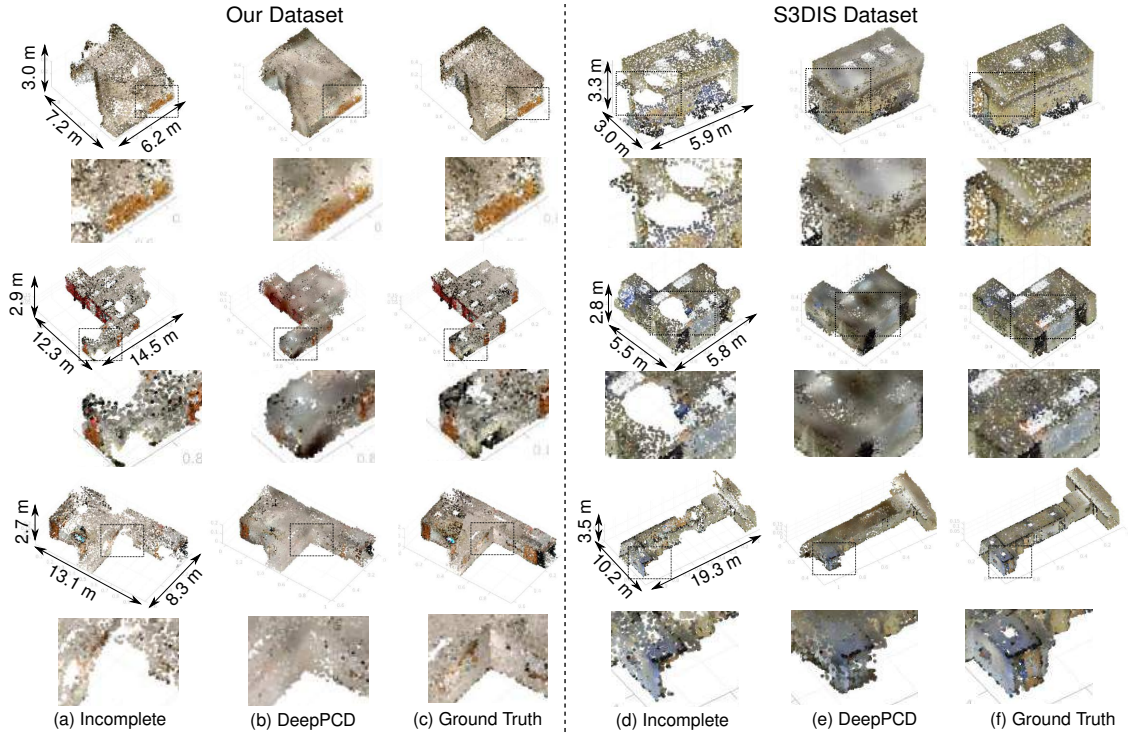 Our Dataset
S3DIS Dataset
3.0 m
7.2 m
6.2 m
3.3 m
3.0 m
5.9 m
2.9 m
12.3 m
14.5 m
2.8 m
5.5 m
5.8 m
0.8
2.7 m
13.1 m
8.3 m
3.5 m
10.2 m
19.3 m
(a) Incomplete
(b) DeepPCD
(c) Ground Truth
(d) Incomplete
(e) DeepPCD
(f) Ground Truth